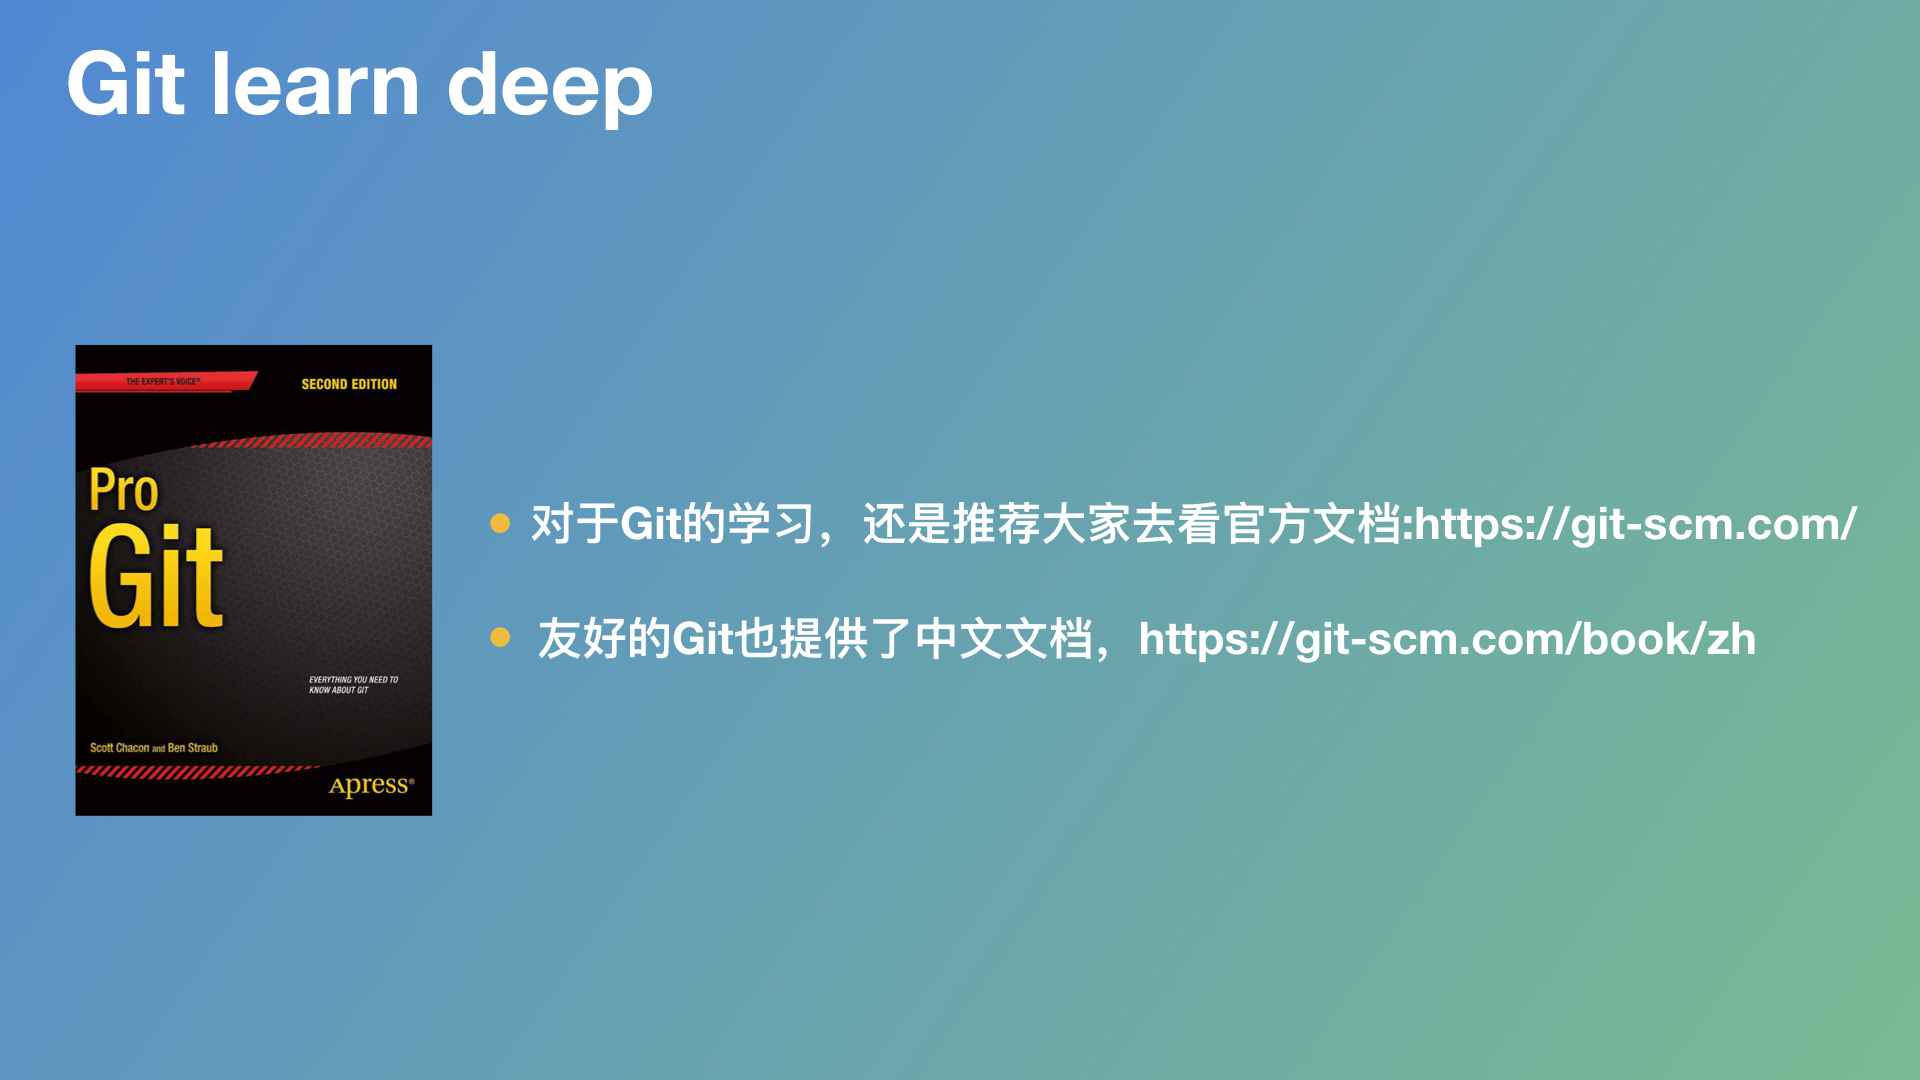 Git learn deep
THE EXPERT'S VOICE®
SECOND EDITION
Pro
Git
EVERYTHING YOU NEED TO
KNOW ABOUT GIT
Scott Chacon and Ben Straub
Apress®
对于Git的学习，还是推荐大家去看官方文档:https://git-scm.com/
友好的Git也提供了中文文档，https://git-scm.com/book/zh